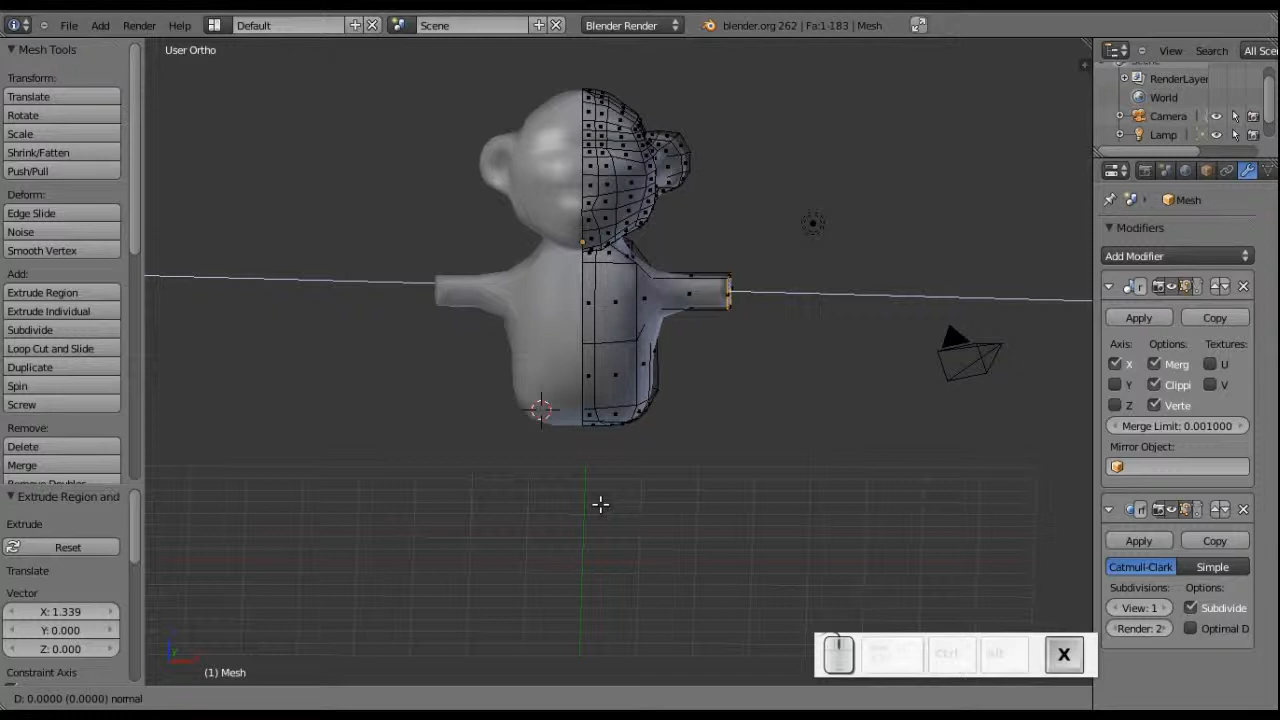 File Add Render Help Default Scene Blender Render blender.org 262 | Fa:1-183 | Mesh
Mesh Tools
Transform:
Translate
Rotate
Scale
Shrink/Fatten
Push/Pull
Deform:
Edge Slide
Noise
Smooth Vertex
Add:
Extrude Region
Extrude Individual
Subdivide
Loop Cut and Slide
Duplicate
Spin
Screw
Remove:
Delete
Merge
Extrude Region and
Extrude
Reset
Translate
Vector
X: 1.339
Y: 0.000
Z: 0.000
Constraint Axis
User Ortho
(1) Mesh
D: 0.0000 (0.0000) normal
Ctrl Alt X
View Search All Sce
RenderLayer
World
Camera
Lamp
Mesh
Modifiers
Add Modifier
Apply Copy
Axis: Options: Textures:
X Merg U
Y Clippi V
Z Verte
Merge Limit: 0.001000
Mirror Object:
Apply Copy
Catmull-Clark Simple
Subdivisions: Options:
View: 1 Subdivide
Render: 2 Optimal D